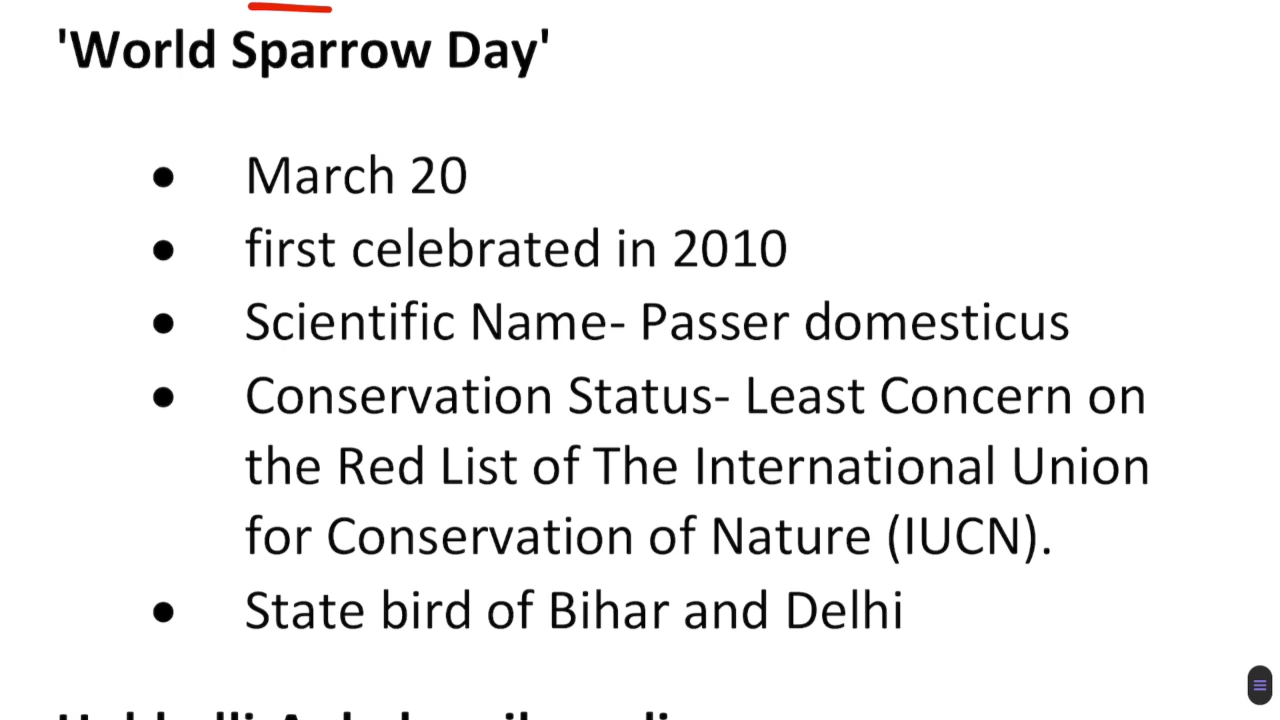 'World Sparrow Day'
● March 20
● first celebrated in 2010
● Scientific Name- Passer domesticus
● Conservation Status- Least Concern on
the Red List of The International Union
for Conservation of Nature (IUCN).
● State bird of Bihar and Delhi